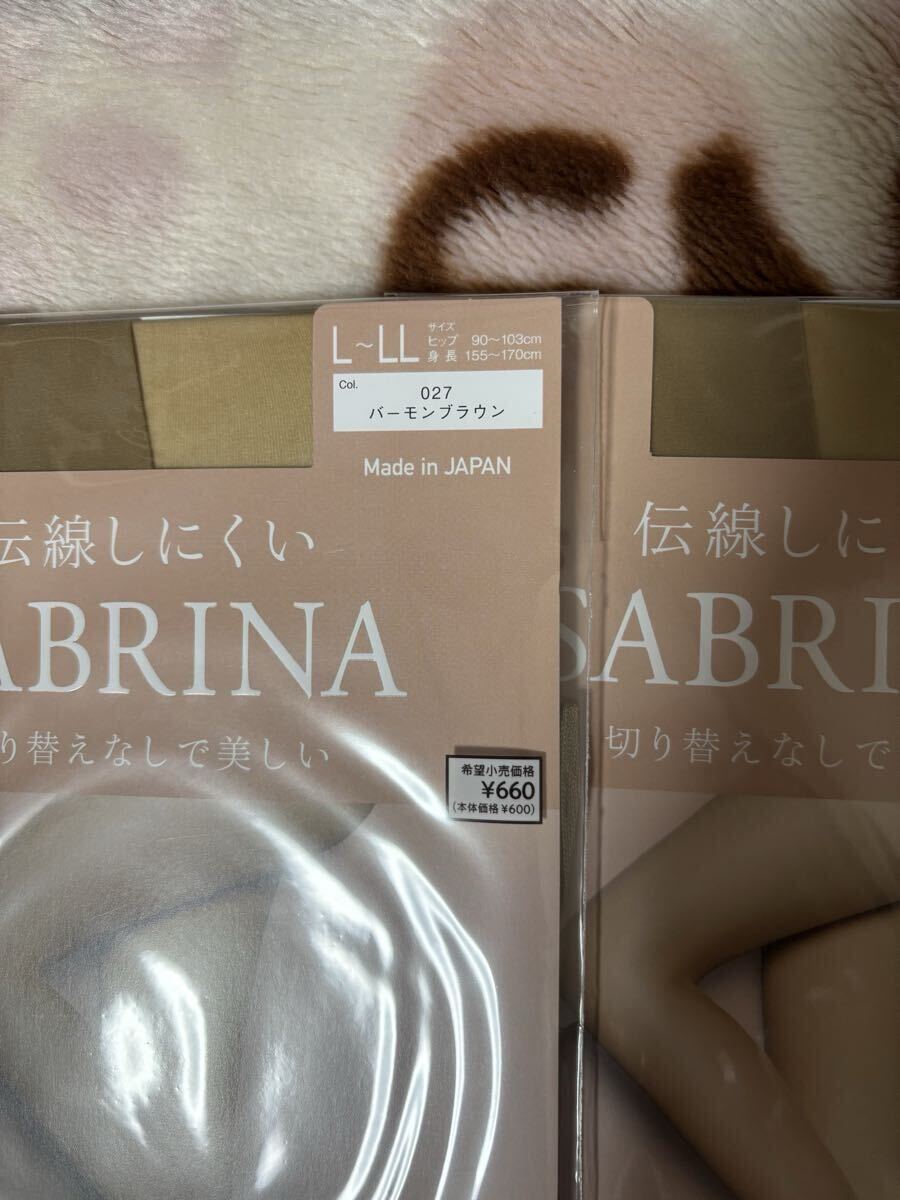 L~LL
サイズ
ヒップ 90~103cm
身長 155~170cm
Col.
027
バーモンブラウン
Made in JAPAN
伝線しにくい
ABRINA
り替えなしで美しい
希望小売価格
¥660
(本体価格¥600)
伝線しに
SABRI
切り替えなしで